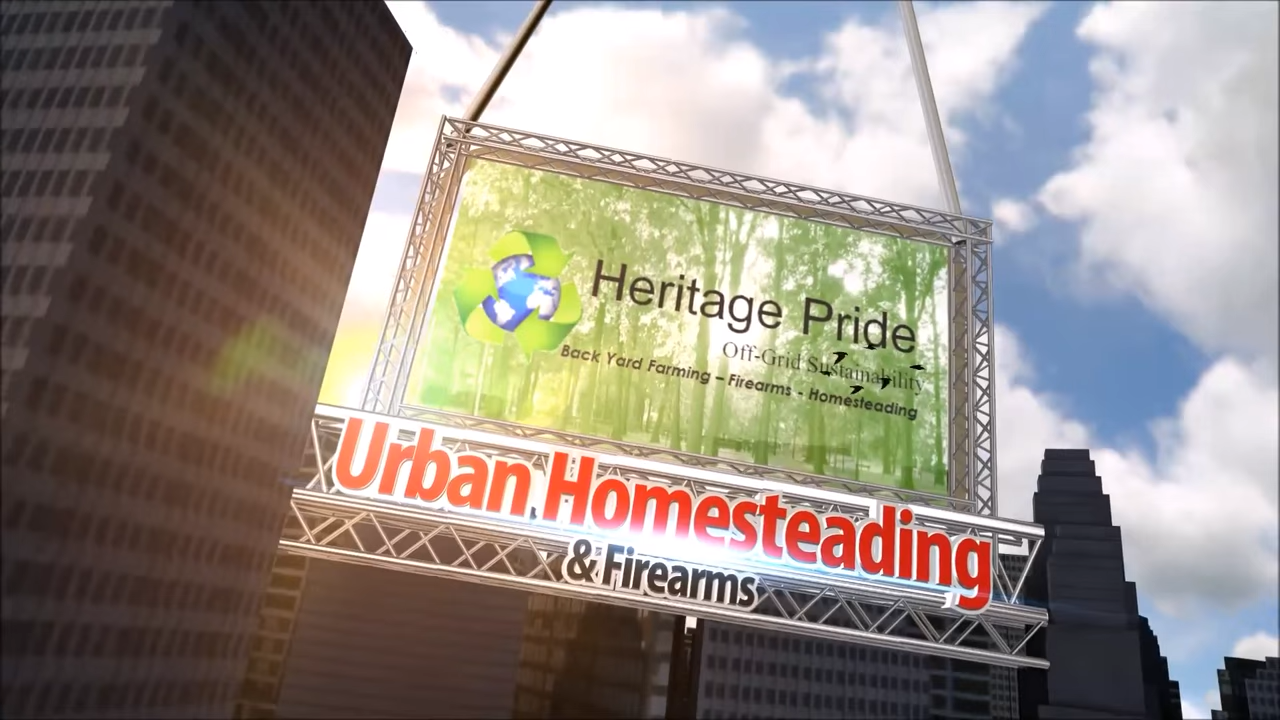 Heritage Pride
Off-Grid Sustainability
Back Yard Farming – Firearms - Homesteading
Urban Homesteading
& Firearms